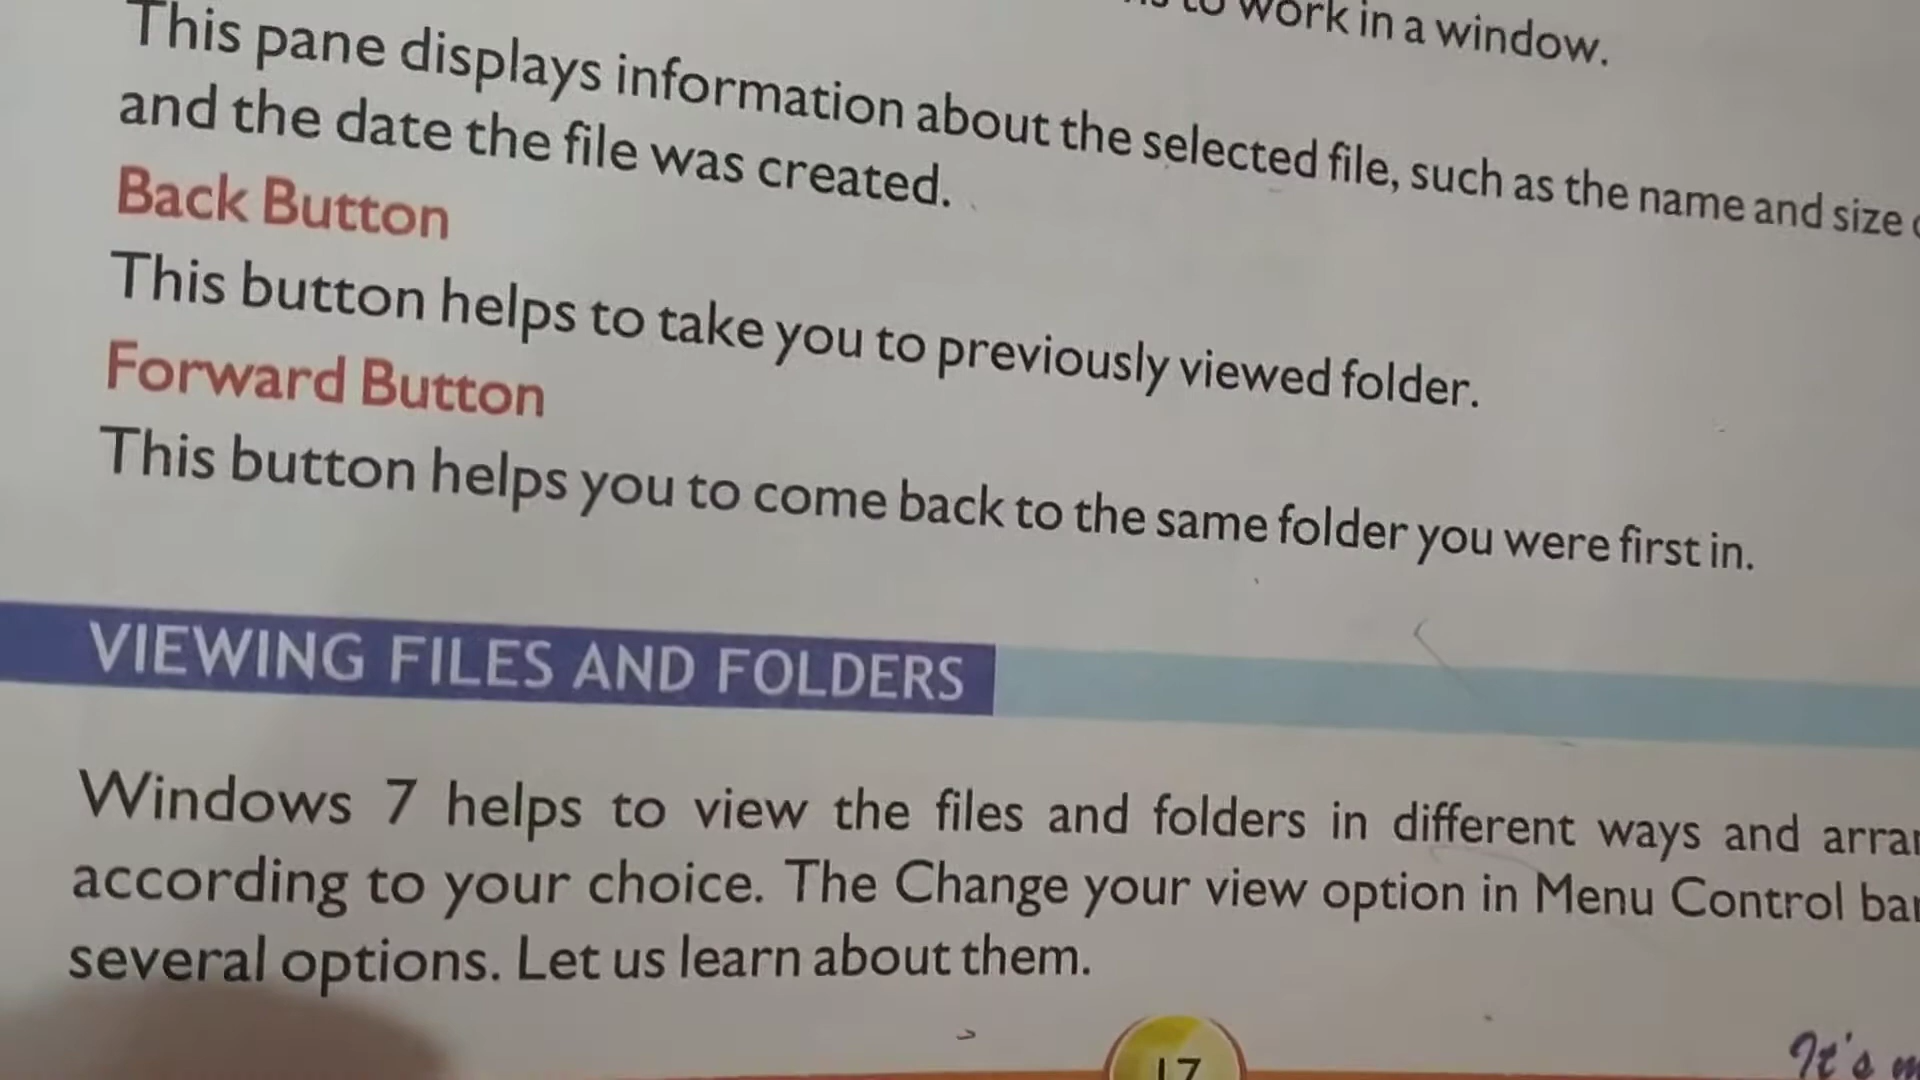 to work in a window.
This pane displays information about the selected file, such as the name and size
and the date the file was created.
Back Button
This button helps to take you to previously viewed folder.
Forward Button
This button helps you to come back to the same folder you were first in.
VIEWING FILES AND FOLDERS
Windows 7 helps to view the files and folders in different ways and
according to your choice. The Change your view option in Menu Control
several options. Let us learn about them.
17
It's